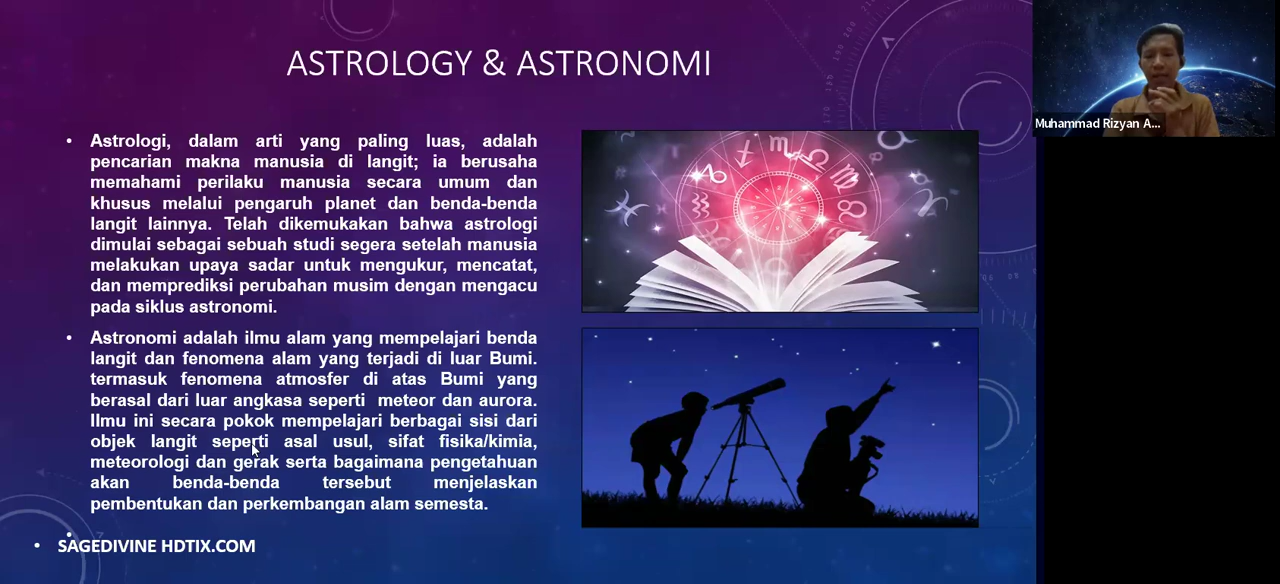 ASTROLOGY & ASTRONOMI
Muhammad Rizyan A...
• Astrologi, dalam arti yang paling luas, adalah
pencarian makna manusia di langit; ia berusaha
memahami perilaku manusia secara umum dan
khusus melalui pengaruh planet dan benda-benda
langit lainnya. Telah dikemukakan bahwa astrologi
dimulai sebagai sebuah studi segera setelah manusia
melakukan upaya sadar untuk mengukur, mencatat,
dan memprediksi perubahan musim dengan mengacu
pada siklus astronomi.
• Astronomi adalah ilmu alam yang mempelajari benda
langit dan fenomena alam yang terjadi di luar Bumi.
termasuk fenomena atmosfer di atas Bumi yang
berasal dari luar angkasa seperti meteor dan aurora.
Ilmu ini secara pokok mempelajari berbagai sisi dari
objek langit seperti asal usul, sifat fisika/kimia,
meteorologi dan gerak serta bagaimana pengetahuan
akan benda-benda tersebut menjelaskan
pembentukan dan perkembangan alam semesta.
• SAGEDIVINE HDTIX.COM